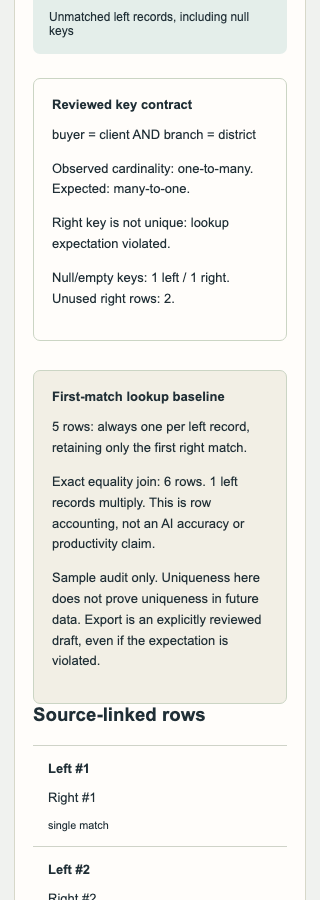 Unmatched left records, including null
keys
Reviewed key contract
buyer = client AND branch = district
Observed cardinality: one-to-many.
Expected: many-to-one.
Right key is not unique: lookup
expectation violated.
Null/empty keys: 1 left / 1 right.
Unused right rows: 2.
First-match lookup baseline
5 rows: always one per left record,
retaining only the first right match.
Exact equality join: 6 rows. 1 left
records multiply. This is row
accounting, not an AI accuracy or
productivity claim.
Sample audit only. Uniqueness here
does not prove uniqueness in future
data. Export is an explicitly reviewed
draft, even if the expectation is
violated.
Source-linked rows
Left #1
Right #1
single match
Left #2
Right #2